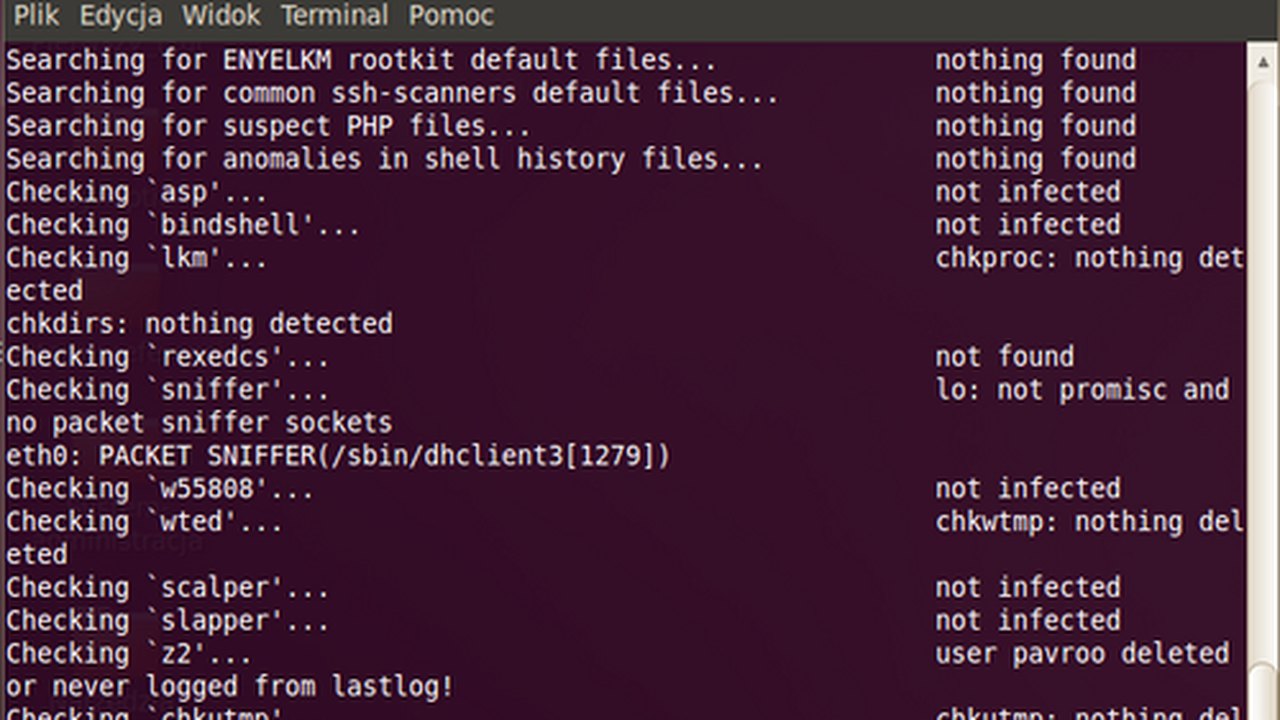 Plik Edycja Widok Terminal Pomoc
Searching for ENYELKM rootkit default files... nothing found
Searching for common ssh-scanners default files... nothing found
Searching for suspect PHP files... nothing found
Searching for anomalies in shell history files... nothing found
Checking `asp'... not infected
Checking `bindshell'... not infected
Checking `lkm'... chkproc: nothing det
ected
chkdirs: nothing detected
Checking `rexedcs'... not found
Checking `sniffer'... lo: not promisc and
no packet sniffer sockets
eth0: PACKET SNIFFER(/sbin/dhclient3[1279])
Checking `w55808'... not infected
Checking `wted'... chkwtmp: nothing del
eted
Checking `scalper'... not infected
Checking `slapper'... not infected
Checking `z2'... user pavroo deleted
or never logged from lastlog!
Checking `chkutmp'... chkutmp: nothing del